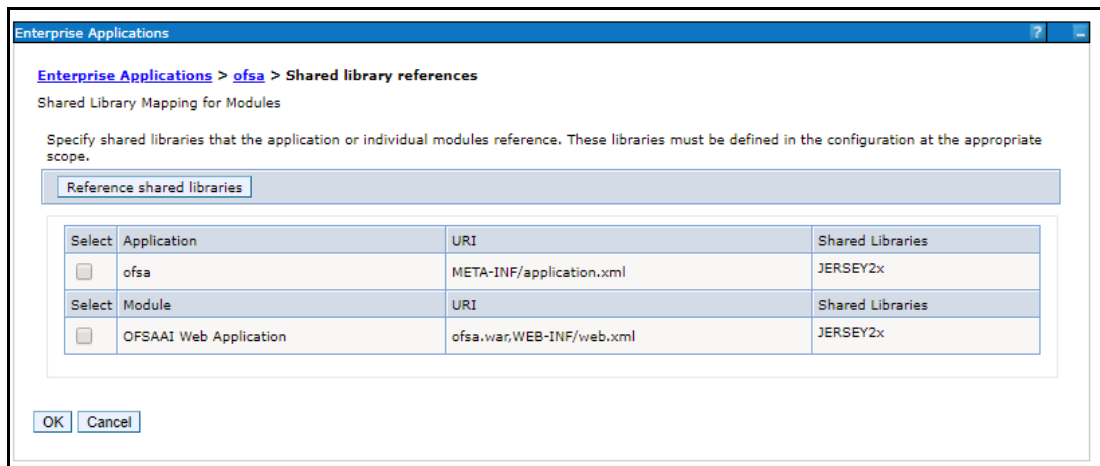 Enterprise Applications ? –
Enterprise Applications > ofsa > Shared library references
Shared Library Mapping for Modules
Specify shared libraries that the application or individual modules reference. These libraries must be defined in the configuration at the appropriate
scope.
Reference shared libraries
Select Application URI Shared Libraries
ofsa META-INF/application.xml JERSEY2x
Select Module URI Shared Libraries
OFSAAI Web Application ofsa.war,WEB-INF/web.xml JERSEY2x
OK Cancel